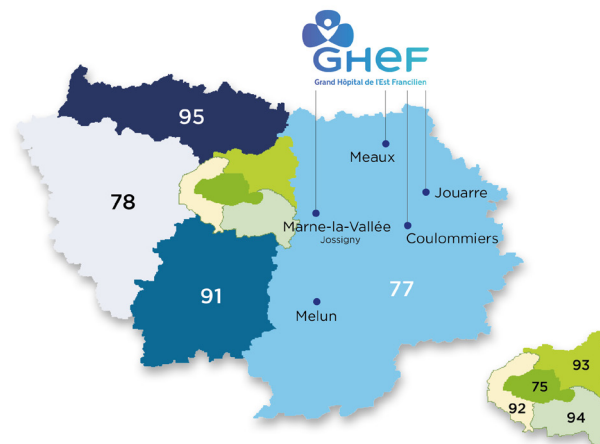 GHeF
Grand Hôpital de l'Est Francilien
95
Meaux
78
Jouarre
Marne-la-Vallée
Jossigny
Coulommiers
91
77
Melun
93
75
92
94